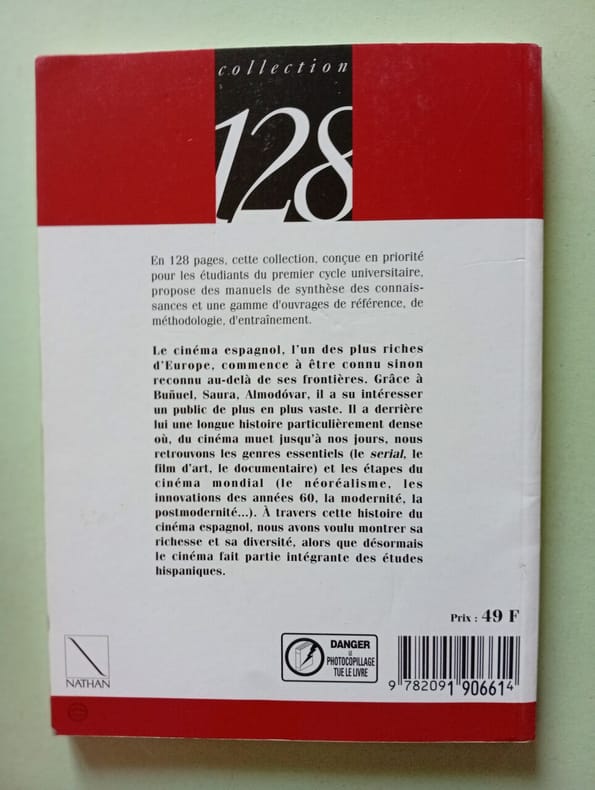 collection
128
En 128 pages, cette collection, conçue en priorité
pour les étudiants du premier cycle universitaire,
propose des manuels de synthèse des connais-
sances et une gamme d'ouvrages de référence, de
méthodologie, d'entraînement.
Le cinéma espagnol, l'un des plus riches
d'Europe, commence à être connu sinon
reconnu au-delà de ses frontières. Grâce à
Buñuel, Saura, Almodóvar, il a su intéresser
un public de plus en plus vaste. Il a derrière
lui une longue histoire particulièrement dense
où, du cinéma muet jusqu'à nos jours, nous
retrouvons les genres essentiels (le serial, le
film d'art, le documentaire) et les étapes du
cinéma mondial (le néoréalisme, les
innovations des années 60, la modernité, la
postmodernité...). À travers cette histoire du
cinéma espagnol, nous avons voulu montrer sa
richesse et sa diversité, alors que désormais
le cinéma fait partie intégrante des études
hispaniques.
Prix : 49 F
NATHAN
DANGER
LE
PHOTOCOPILLAGE
TUE LE LIVRE
9 782091 906614